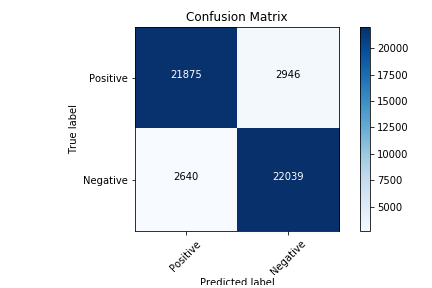 Confusion Matrix
Positive
21875
2946
Negative
2640
22039
True label
Positive
Negative
Predicted label
20000
17500
15000
12500
10000
7500
5000